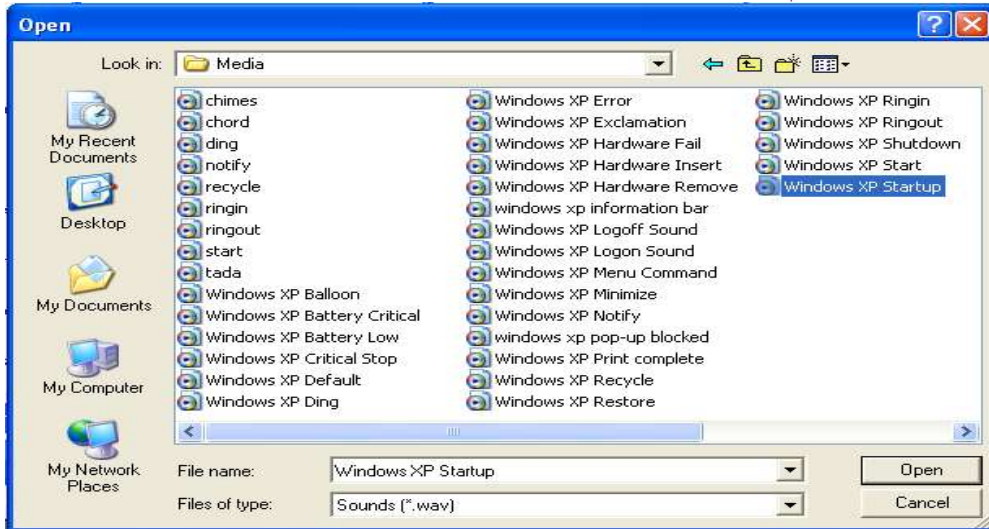 Open
Look in:
Media
My Recent
Documents
Desktop
My Documents
My Computer
My Network
Places
chimes
chord
ding
notify
recycle
ringin
ringout
start
tada
Windows XP Balloon
Windows XP Battery Critical
Windows XP Battery Low
Windows XP Critical Stop
Windows XP Default
Windows XP Ding
Windows XP Error
Windows XP Exclamation
Windows XP Hardware Fail
Windows XP Hardware Insert
Windows XP Hardware Remove
windows xp information bar
Windows XP Logoff Sound
Windows XP Logon Sound
Windows XP Menu Command
Windows XP Minimize
Windows XP Notify
windows xp pop-up blocked
Windows XP Print complete
Windows XP Recycle
Windows XP Restore
Windows XP Ringin
Windows XP Ringout
Windows XP Shutdown
Windows XP Start
Windows XP Startup
File name:
Windows XP Startup
Open
Files of type:
Sounds (*.wav)
Cancel